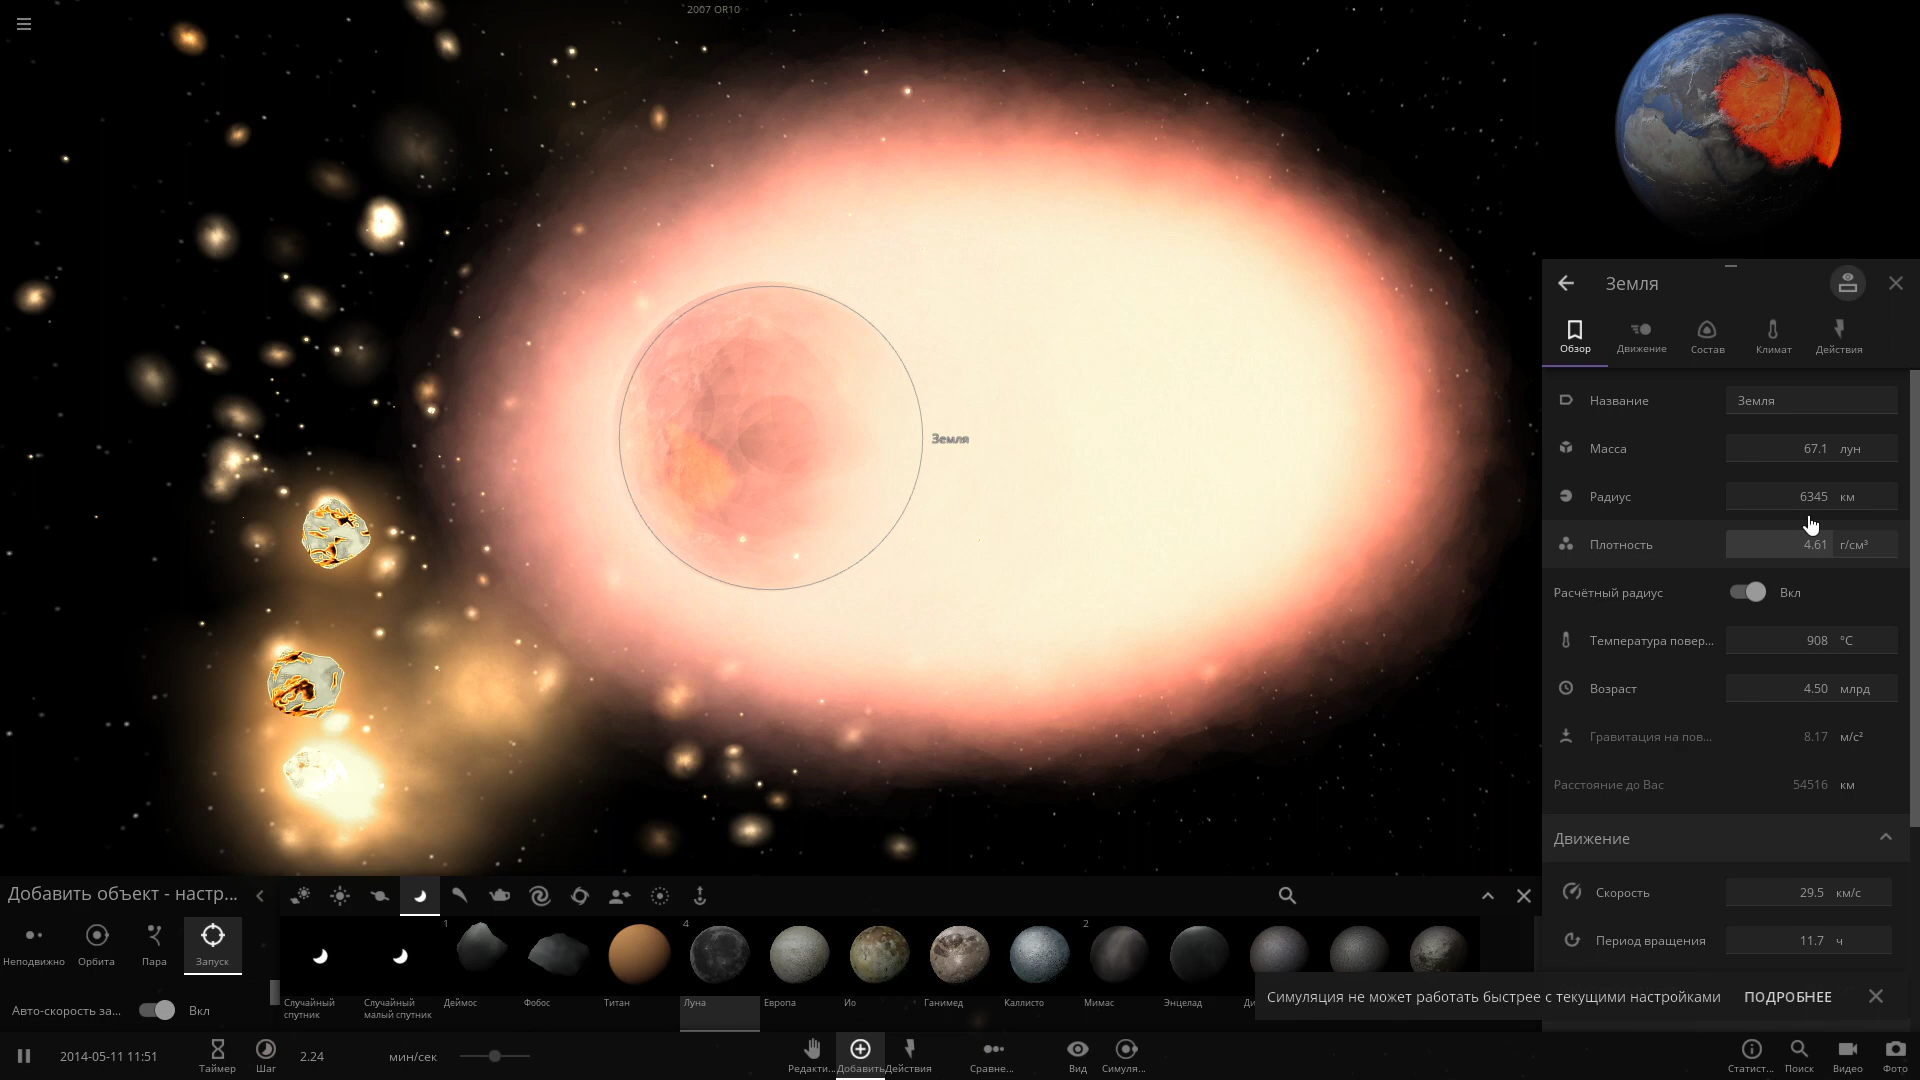 2007 OR10
Земля
Земля
Обзор
Движение
Состав
Климат
Действия
Название
Земля
Масса
67.1 лун
Радиус
6345 км
Плотность
4.61 г/см³
Расчётный радиус
Вкл
Температура повер...
908 °C
Возраст
4.50 млрд
Гравитация на пов...
8.17 м/с²
Расстояние до Вас
54516 км
Движение
Скорость
29.5 км/с
Период вращения
11.7 ч
Добавить объект - настр...
Неподвижно
Орбита
Пара
Запуск
Авто-скорость за...
Вкл
1
4
2
Случайный
спутник
Случайный
малый спутник
Деймос
Фобос
Титан
Луна
Европа
Ио
Ганимед
Каллисто
Мимас
Энцелад
Ди
Симуляция не может работать быстрее с текущими настройками
ПОДРОБНЕЕ
2014-05-11 11:51
Таймер
Шаг
2.24
мин/сек
Редакти...
Добавить
Действия
Сравне...
Вид
Симуля...
Статист...
Поиск
Видео
Фото